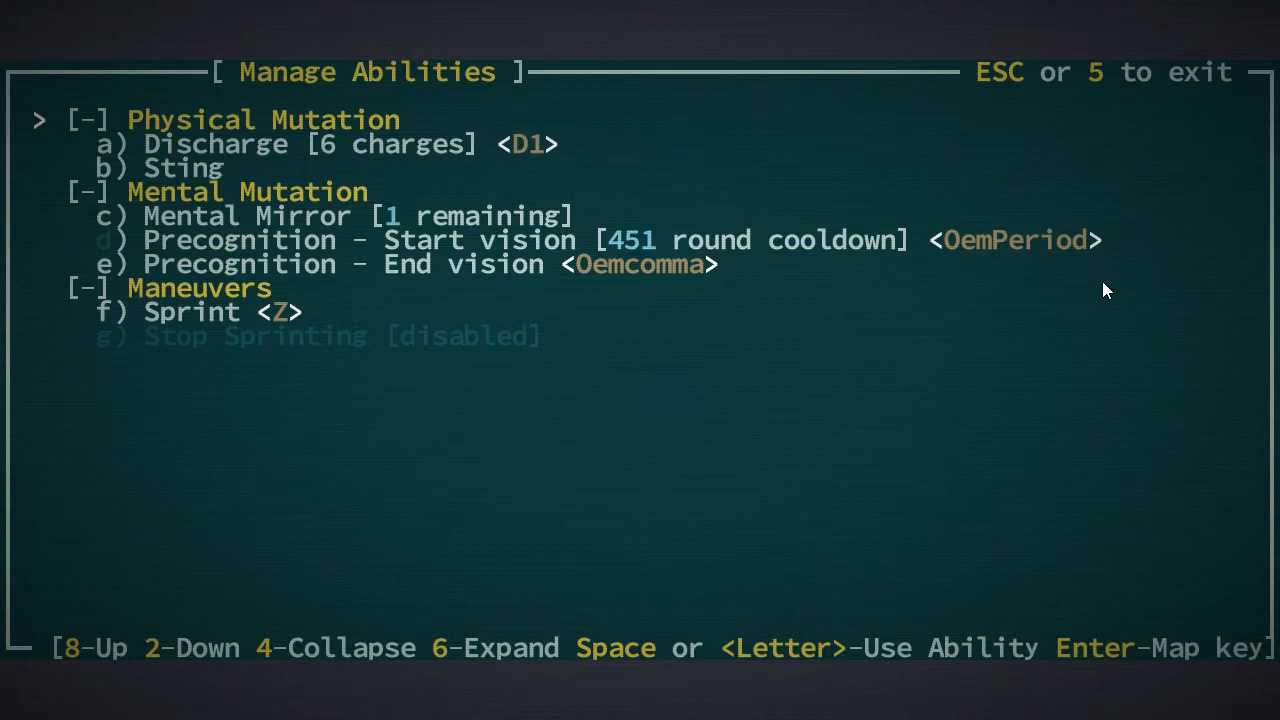 [ Manage Abilities ] ESC or 5 to exit
> [-] Physical Mutation
a) Discharge [6 charges] <D1>
b) Sting
[-] Mental Mutation
c) Mental Mirror [1 remaining]
d) Precognition - Start vision [451 round cooldown] <OemPeriod>
e) Precognition - End vision <Oemcomma>
[-] Maneuvers
f) Sprint <Z>
g) Stop Sprinting [disabled]
[8-Up 2-Down 4-Collapse 6-Expand Space or <Letter>-Use Ability Enter-Map key]